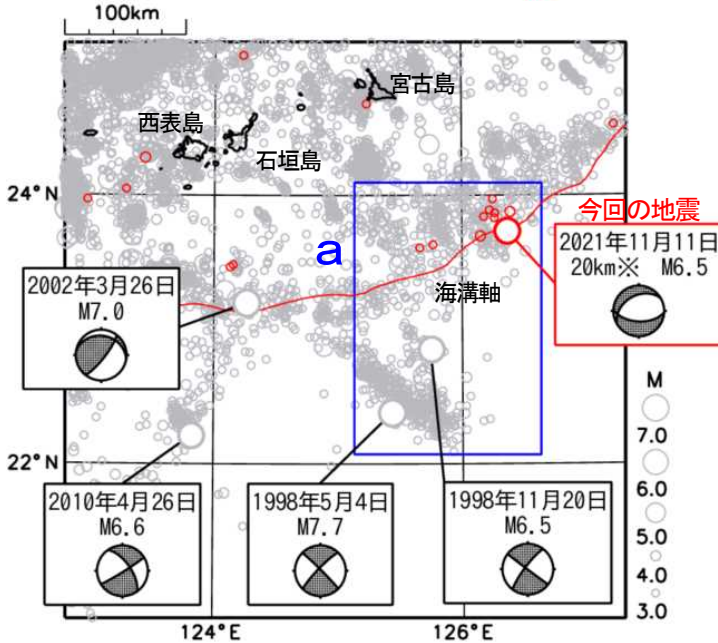 100km
宮古島
西表島
石垣島
24°N
今回の地震
2021年11月11日
20km※ M6.5
a
2002年3月26日
M7.0
海溝軸
M
7.0
6.0
5.0
4.0
3.0
22°N
2010年4月26日
M6.6
1998年5月4日
M7.7
1998年11月20日
M6.5
124°E
126°E